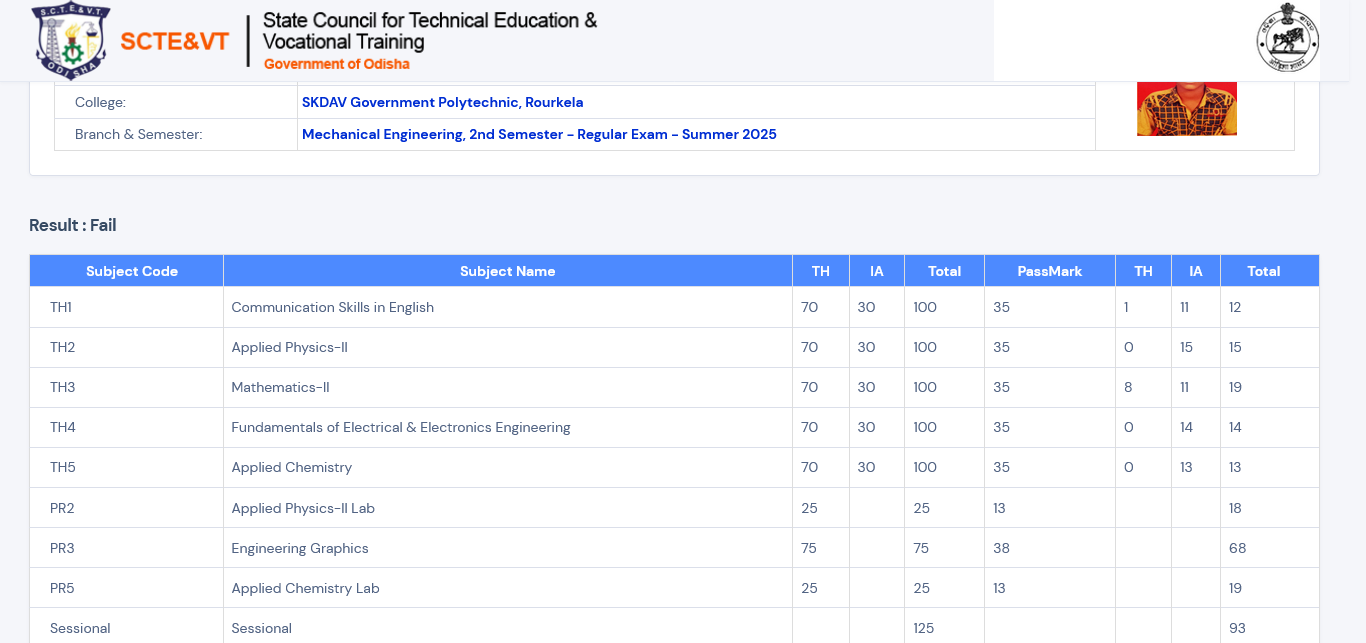 S.C.T.E.& V.T.
ODISHA
SCTE&VT
State Council for Technical Education &
Vocational Training
Government of Odisha
College: SKDAV Government Polytechnic, Rourkela
Branch & Semester: Mechanical Engineering, 2nd Semester - Regular Exam - Summer 2025
Result : Fail
Subject Code Subject Name TH IA Total PassMark TH IA Total
TH1 Communication Skills in English 70 30 100 35 1 11 12
TH2 Applied Physics-II 70 30 100 35 0 15 15
TH3 Mathematics-II 70 30 100 35 8 11 19
TH4 Fundamentals of Electrical & Electronics Engineering 70 30 100 35 0 14 14
TH5 Applied Chemistry 70 30 100 35 0 13 13
PR2 Applied Physics-II Lab 25 25 13 18
PR3 Engineering Graphics 75 75 38 68
PR5 Applied Chemistry Lab 25 25 13 19
Sessional Sessional 125 93